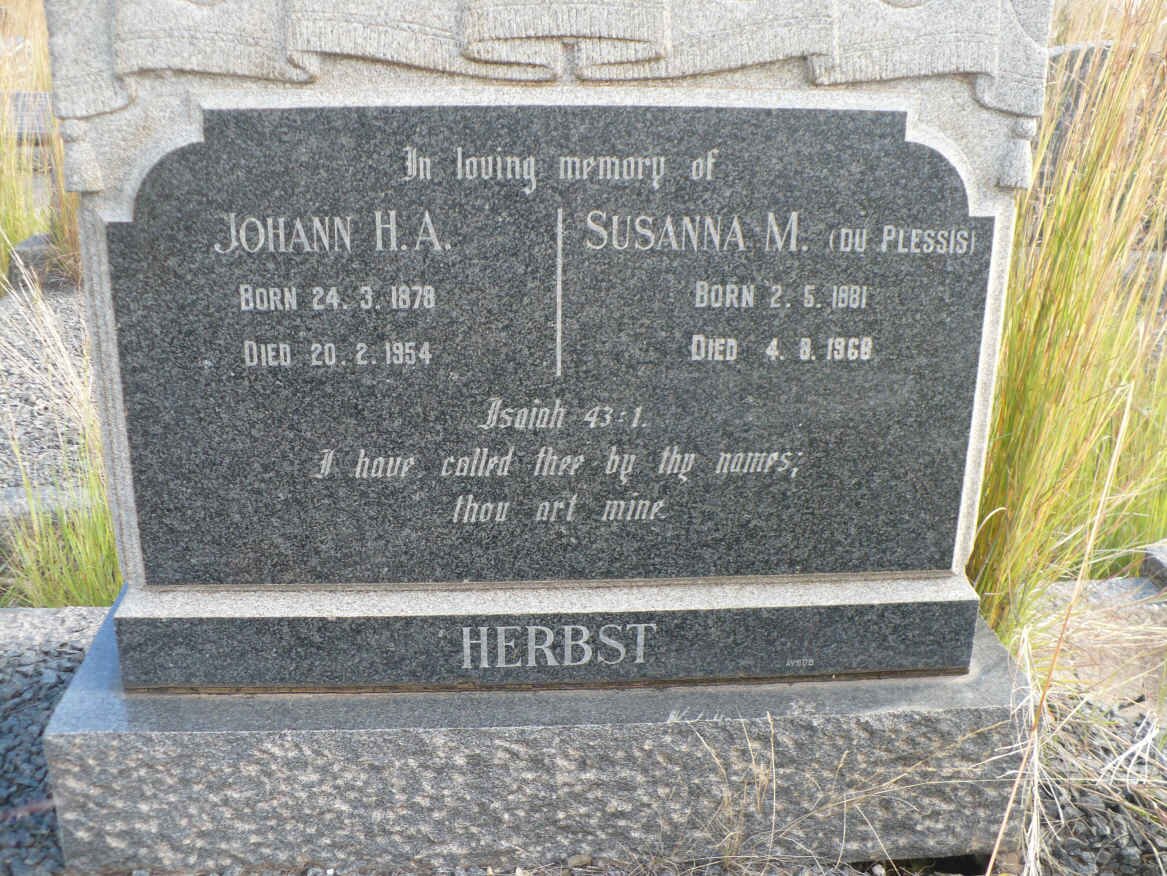 In loving memory of
JOHANN H.A.
BORN 24. 3. 1878
DIED 20. 2. 1954
SUSANNA M. (DU PLESSIS)
BORN 2. 5. 1881
DIED 4. 8. 1968
Isaiah 43:1.
I have called thee by thy names;
thou art mine.
HERBST